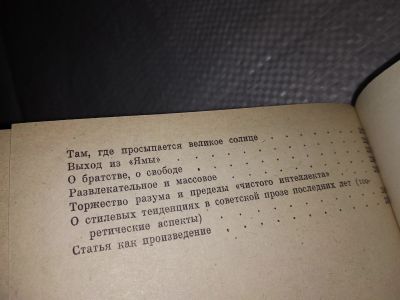 Там, где просыпается великое солнце
Выход из «Ямы»
О братстве, о свободе
Развлекательное и массовое
Торжество разума и пределы «чистого интеллекта»
О стилевых тенденциях в советской прозе последних лет (тео-
ретические аспекты)
Статья как произведение